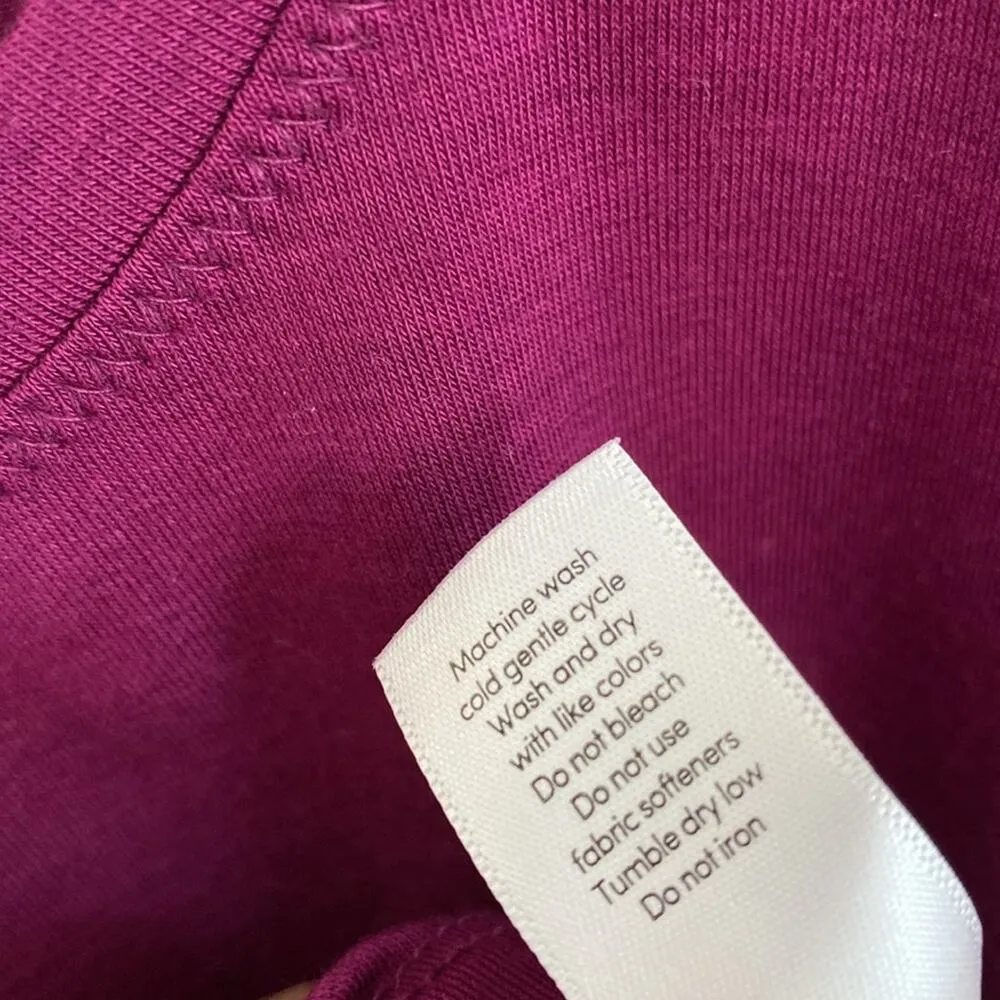 Machine wash
cold gentle cycle
Wash and dry
with like colors
Do not bleach
Do not use
fabric softeners
Tumble dry low
Do not iron